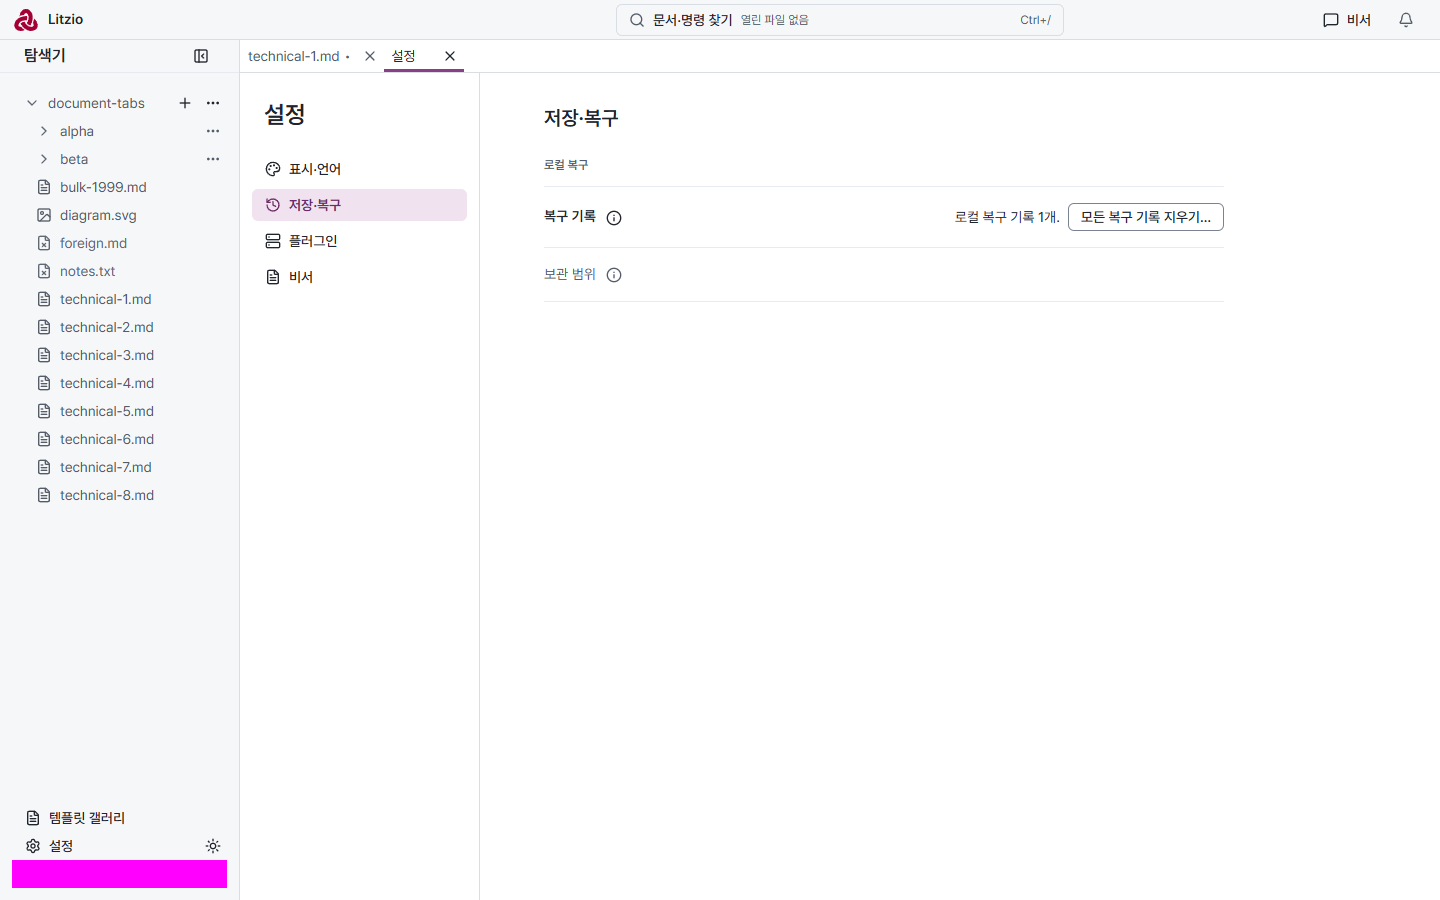 Litzio
문서·명령 찾기 열린 파일 없음 Ctrl+/
비서
탐색기
technical-1.md •
설정
document-tabs
alpha
beta
bulk-1999.md
diagram.svg
foreign.md
notes.txt
technical-1.md
technical-2.md
technical-3.md
technical-4.md
technical-5.md
technical-6.md
technical-7.md
technical-8.md
템플릿 갤러리
설정
설정
표시·언어
저장·복구
플러그인
비서
저장·복구
로컬 복구
복구 기록 로컬 복구 기록 1개. 모든 복구 기록 지우기...
보관 범위